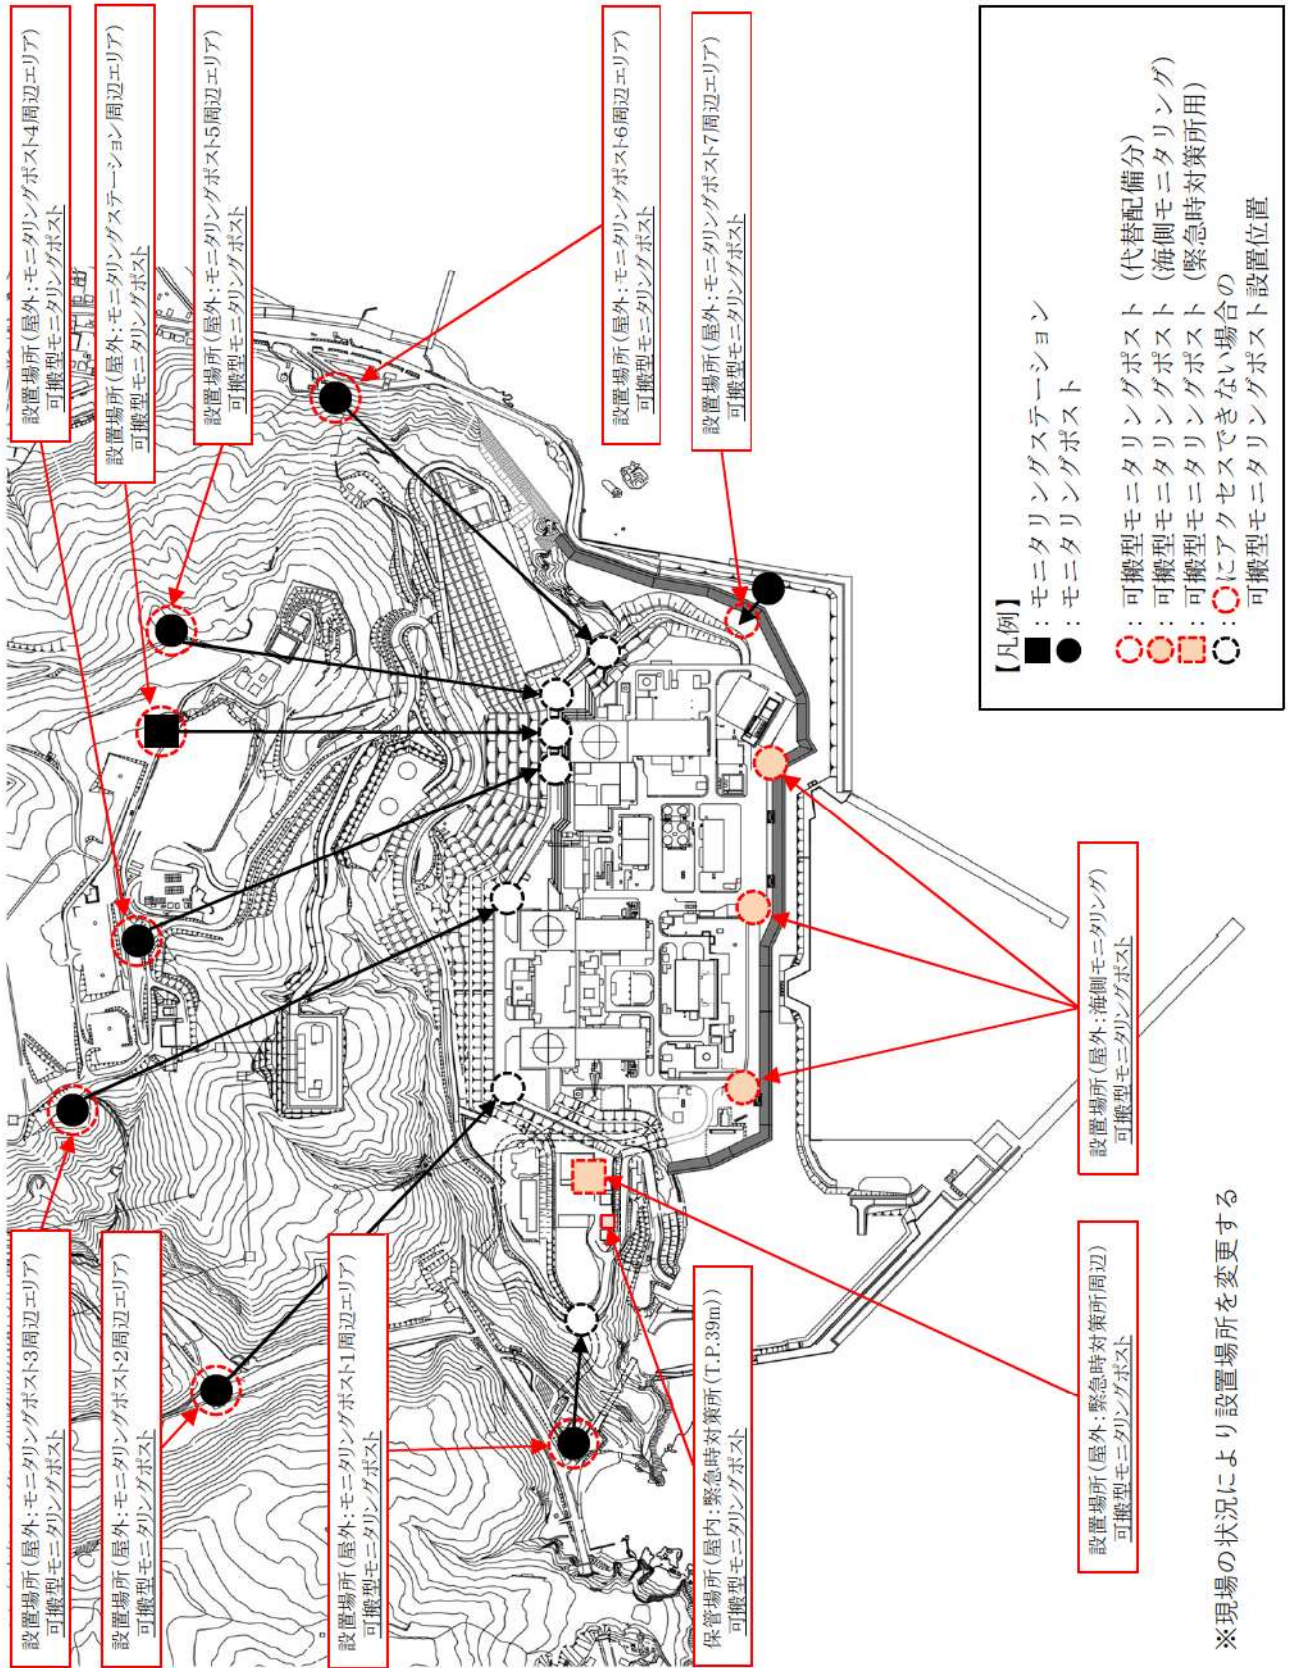 設置場所(屋外:モニタリングポスト3周辺エリア)
可搬型モニタリングポスト
設置場所(屋外:モニタリングポスト2周辺エリア)
可搬型モニタリングポスト
設置場所(屋外:モニタリングポスト1周辺エリア)
可搬型モニタリングポスト
保管場所(屋内:緊急時対策所(T.P.39m))
可搬型モニタリングポスト
設置場所(屋外:緊急時対策所周辺)
可搬型モニタリングポスト
設置場所(屋外:海側モニタリング)
可搬型モニタリングポスト
設置場所(屋外:モニタリングポスト4周辺エリア)
可搬型モニタリングポスト
設置場所(屋外:モニタリングステーション周辺エリア)
可搬型モニタリングポスト
設置場所(屋外:モニタリングポスト5周辺エリア)
可搬型モニタリングポスト
設置場所(屋外:モニタリングポスト6周辺エリア)
可搬型モニタリングポスト
設置場所(屋外:モニタリングポスト7周辺エリア)
可搬型モニタリングポスト
【凡例】
:モニタリングステーション
:モニタリングポスト
:可搬型モニタリングポスト(代替配備分)
:可搬型モニタリングポスト(海側モニタリング)
:可搬型モニタリングポスト(緊急時対策所用)
:にアクセスできない場合の
可搬型モニタリングポスト設置位置
※現場の状況により設置場所を変更する